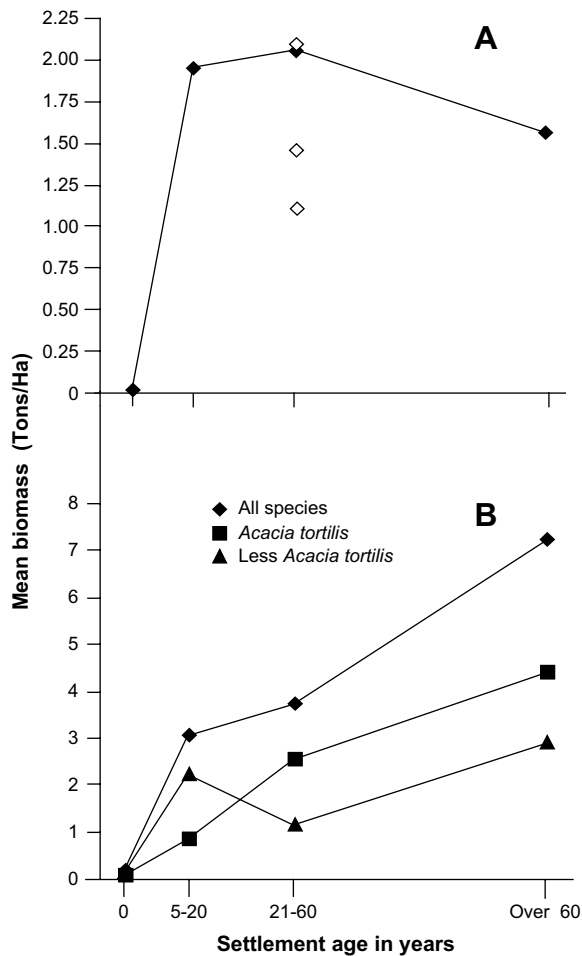 2.25
A
2.00
1.75
1.50
1.25
1.00
0.75
0.50
0.25
0
Mean biomass (Tons/Ha)
8
7
6
5
4
3
2
1
0
All species
Acacia tortilis
Less Acacia tortilis
B
0
5-20
21-60
Over 60
Settlement age in years